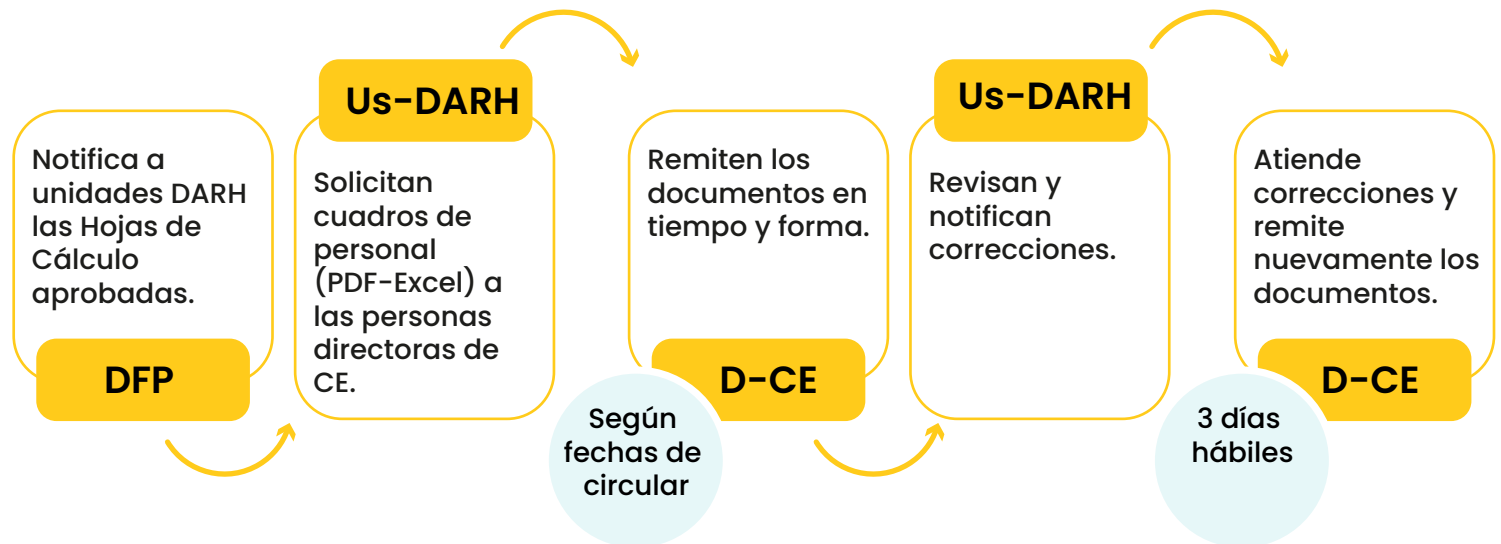 Notifica a
unidades DARH
las Hojas de
Cálculo
aprobadas.
DFP
Us-DARH
Solicitan
cuadros de
personal
(PDF-Excel) a
las personas
directoras de
CE.
Remiten los
documentos en
tiempo y forma.
D-CE
Según
fechas de
circular
Us-DARH
Revisan y
notifican
correcciones.
Atiende
correcciones y
remite
nuevamente los
documentos.
D-CE
3 días
hábiles